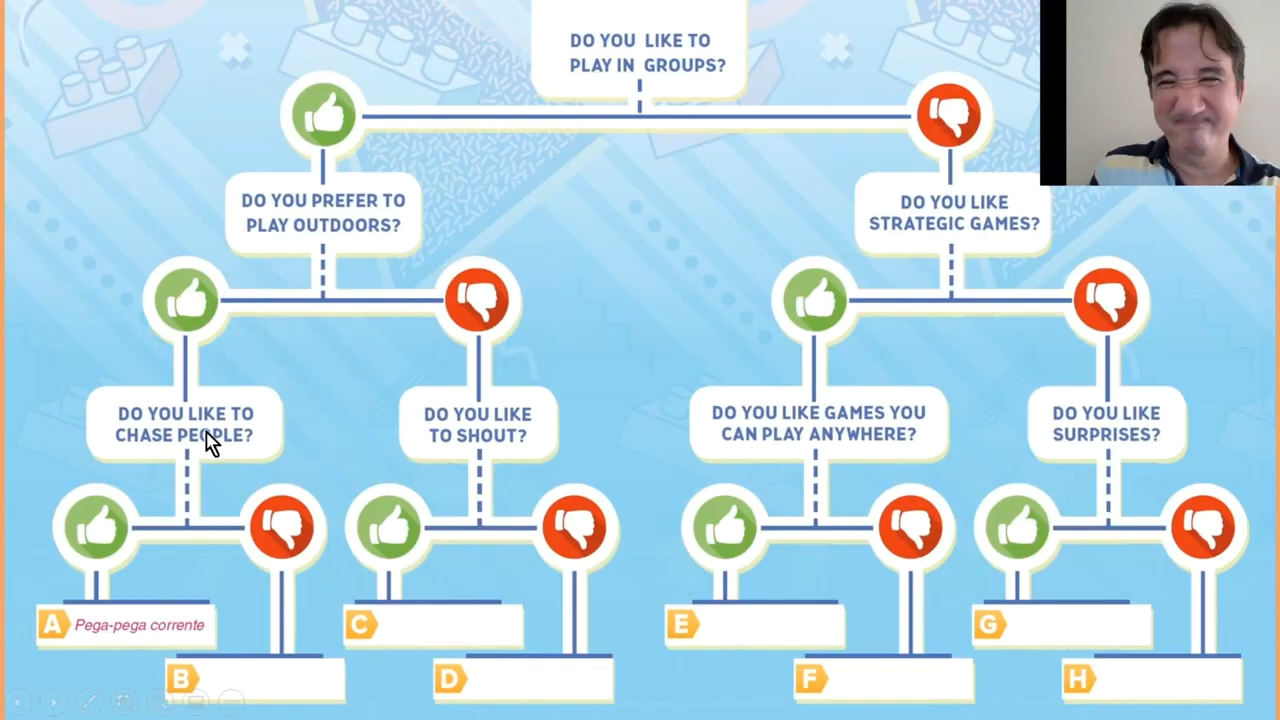 DO YOU LIKE TO
PLAY IN GROUPS?
DO YOU PREFER TO
PLAY OUTDOORS?
DO YOU LIKE
STRATEGIC GAMES?
DO YOU LIKE TO
CHASE PEOPLE?
DO YOU LIKE
TO SHOUT?
DO YOU LIKE GAMES YOU
CAN PLAY ANYWHERE?
DO YOU LIKE
SURPRISES?
A Pega-pega corrente
C
E
G
B
D
F
H